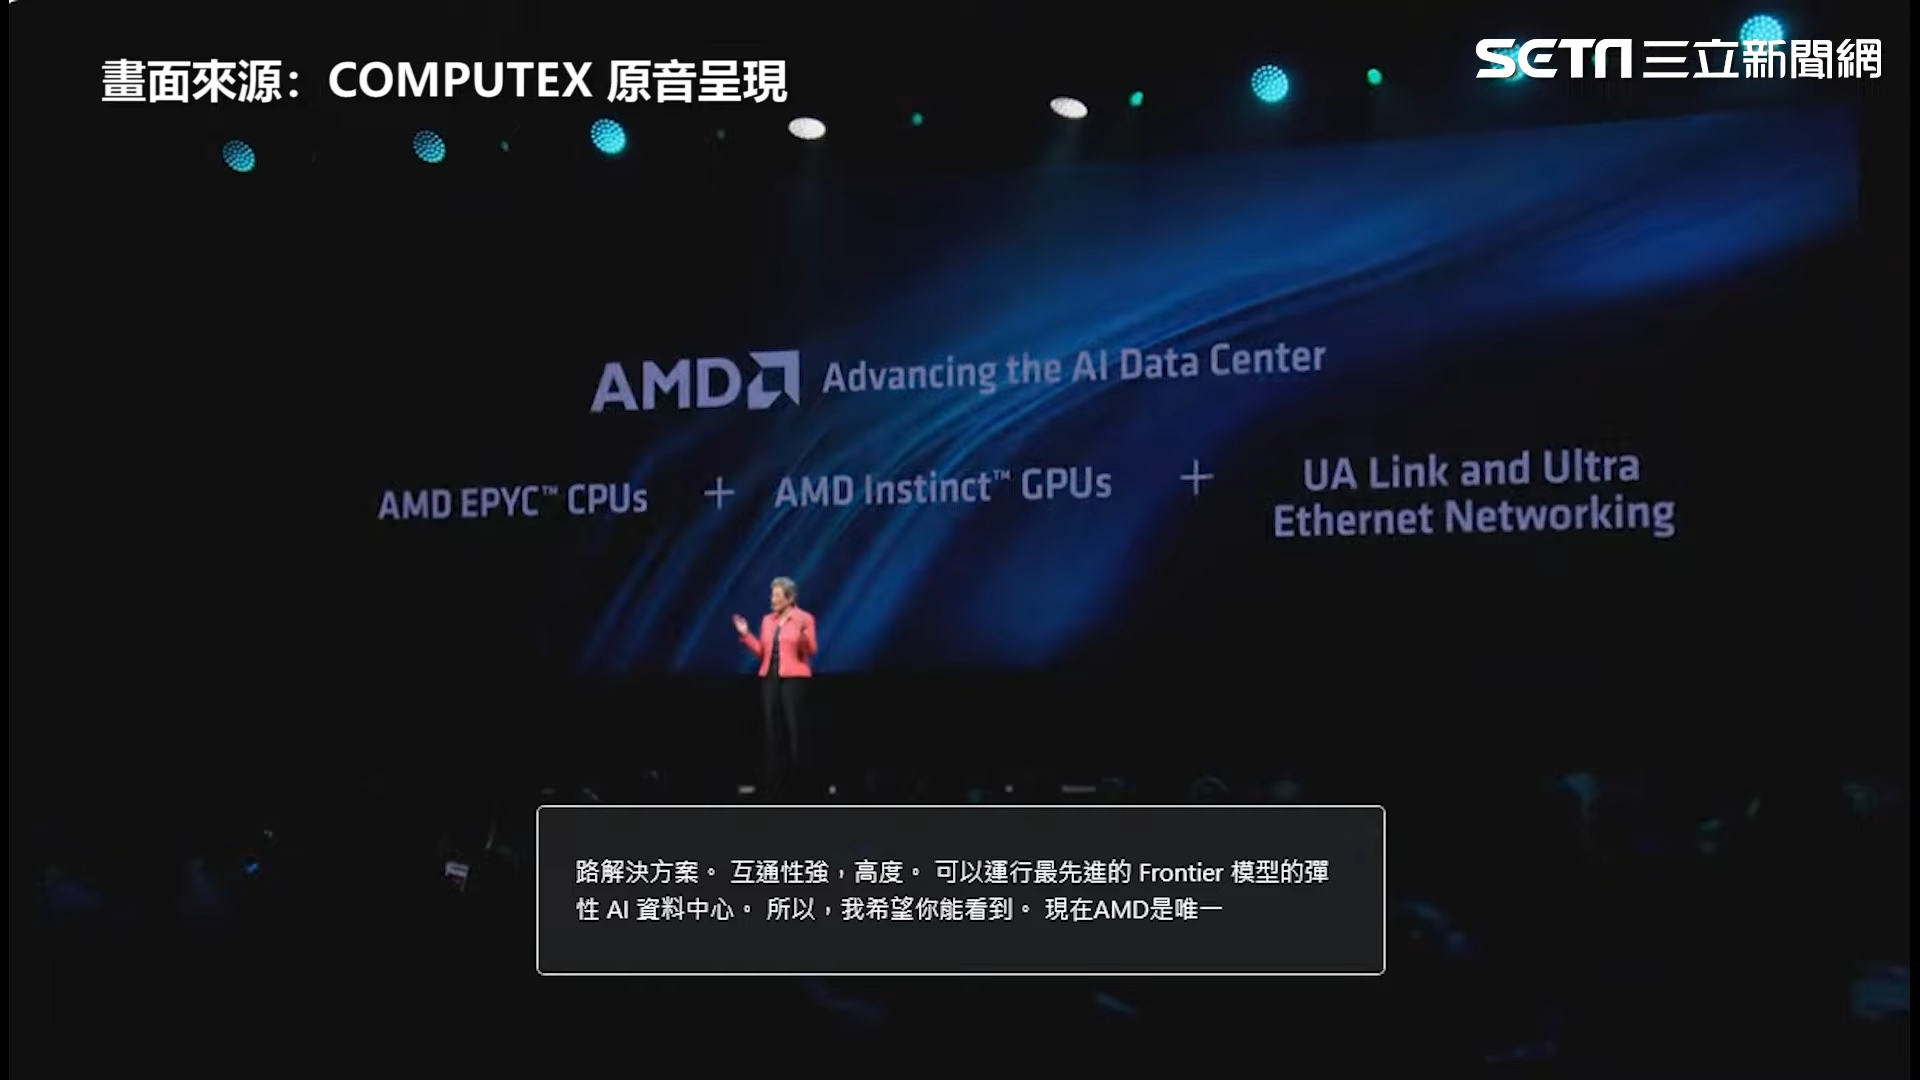 畫面來源：COMPUTEX 原音呈現
SETN 三立新聞網
AMD Advancing the AI Data Center
AMD EPYC™ CPUs + AMD Instinct™ GPUs + UA Link and Ultra
Ethernet Networking
路解決方案。 互通性強，高度。 可以運行最先進的 Frontier 模型的彈
性 AI 資料中心。 所以，我希望你能看到。 現在AMD是唯一